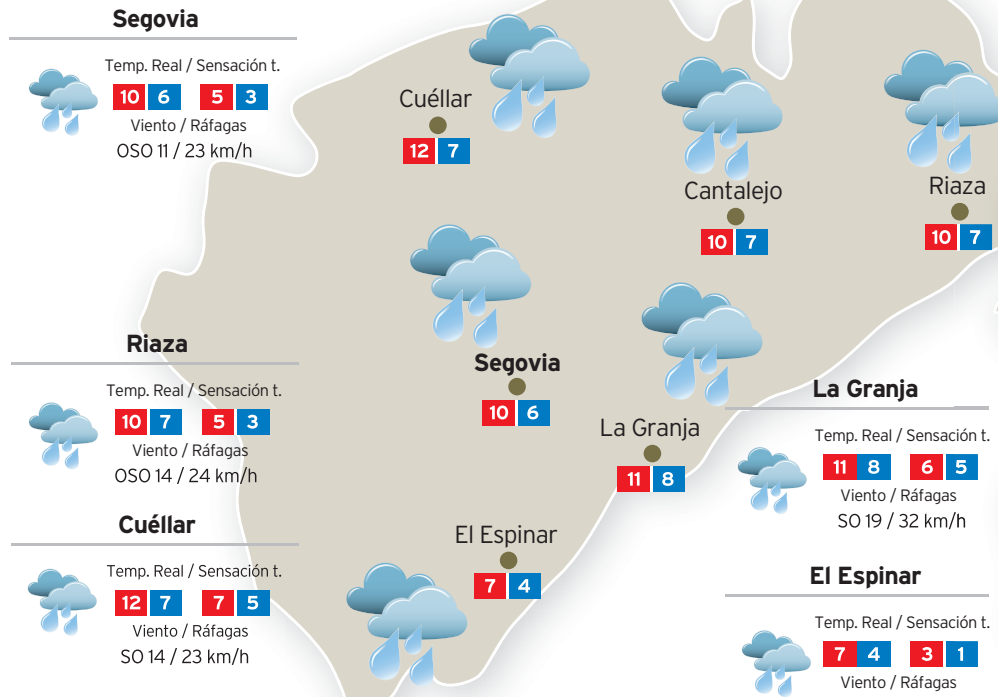 Segovia
Temp. Real / Sensación t.
10 6 5 3
Viento / Ráfagas
OSO 11 / 23 km/h
Riaza
Temp. Real / Sensación t.
10 7 5 3
Viento / Ráfagas
OSO 14 / 24 km/h
Cuéllar
Temp. Real / Sensación t.
12 7 7 5
Viento / Ráfagas
SO 14 / 23 km/h
Cuéllar
12 7
Cantalejo
10 7
Riaza
10 7
Segovia
10 6
La Granja
11 8
El Espinar
7 4
La Granja
Temp. Real / Sensación t.
11 8 6 5
Viento / Ráfagas
SO 19 / 32 km/h
El Espinar
Temp. Real / Sensación t.
7 4 3 1
Viento / Ráfagas